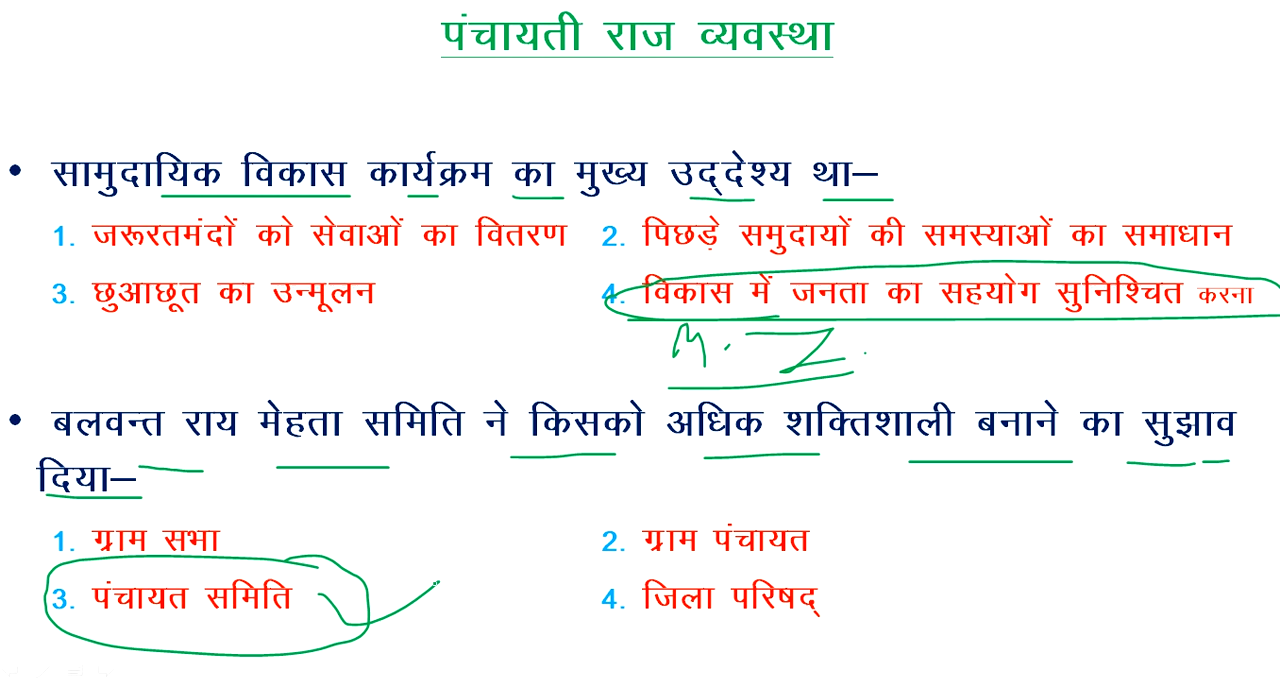 पंचायती राज व्यवस्था
• सामुदायिक विकास कार्यक्रम का मुख्य उद्देश्य था–
1. जरूरतमंदों को सेवाओं का वितरण 2. पिछड़े समुदायों की समस्याओं का समाधान
3. छुआछूत का उन्मूलन 4. विकास में जनता का सहयोग सुनिश्चित करना
• बलवन्त राय मेहता समिति ने किसको अधिक शक्तिशाली बनाने का सुझाव
दिया–
1. ग्राम सभा 2. ग्राम पंचायत
3. पंचायत समिति 4. जिला परिषद्